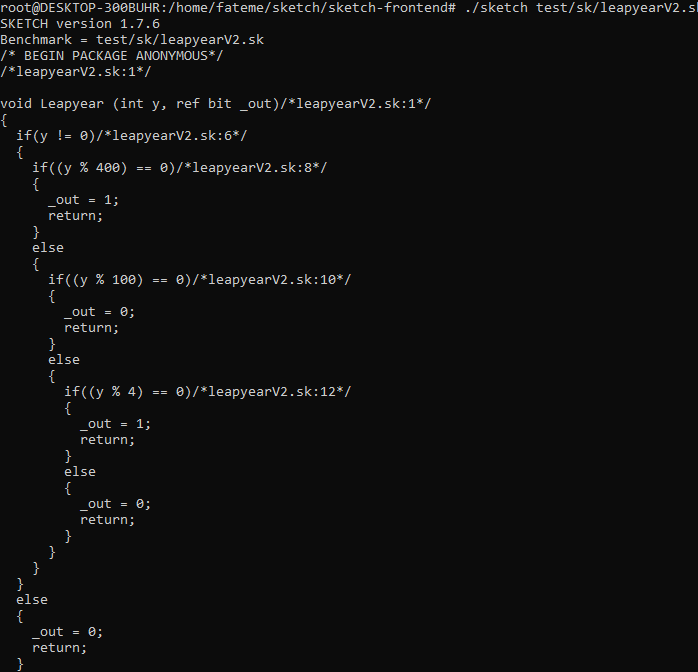 root@DESKTOP-300BUHR:/home/fateme/sketch/sketch-frontend# ./sketch test/sk/leapyearV2.sk
SKETCH version 1.7.6
Benchmark = test/sk/leapyearV2.sk
/* BEGIN PACKAGE ANONYMOUS*/
/*leapyearV2.sk:1*/

void Leapyear (int y, ref bit _out)/*leapyearV2.sk:1*/
{
  if(y != 0)/*leapyearV2.sk:6*/
  {
    if((y % 400) == 0)/*leapyearV2.sk:8*/
    {
      _out = 1;
      return;
    }
    else
    {
      if((y % 100) == 0)/*leapyearV2.sk:10*/
      {
        _out = 0;
        return;
      }
      else
      {
        if((y % 4) == 0)/*leapyearV2.sk:12*/
        {
          _out = 1;
          return;
        }
        else
        {
          _out = 0;
          return;
        }
      }
    }
  }
  else
  {
    _out = 0;
    return;
  }